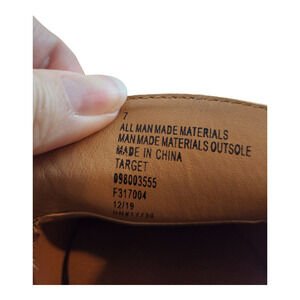 7
ALL MAN MADE MATERIALS
MAN MADE MATERIALS OUTSOLE
MADE IN CHINA
TARGET
098003555
F317004
12/19